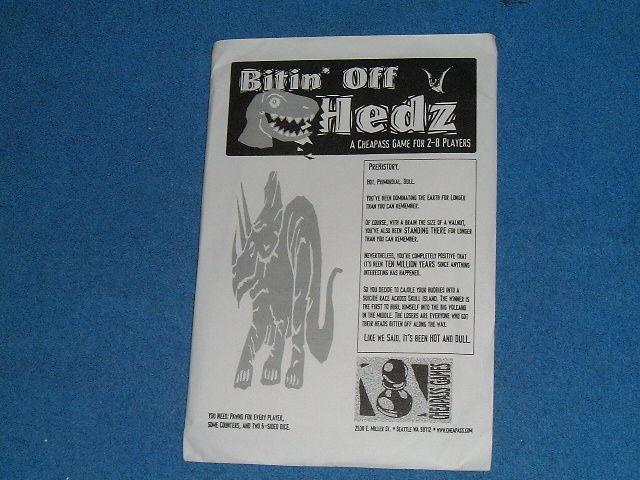 Bitin' Off
Hedz
A Cheapass Game for 2-8 Players
Prehistory.
Hot, Primordial, Dull.
You've been dominating the Earth for longer
than you can remember.
Of course, with a brain the size of a walnut,
you've also been STANDING THERE for longer
than you can remember.
Nevertheless, you're completely positive that
it's been TEN MILLION YEARS since anything
interesting has happened.
So you decide to cajole your buddies into a
suicide race across Skull Island. The winner is
the first to hurl himself into the big volcano
in the middle. The losers are everyone who got
their heads bitten off along the way.
Like we said, it's been HOT and DULL.
CHEAPASS GAMES
You Need: Pawns for every player,
some counters, and two 6-sided dice.
2530 E. Miller St. * Seattle WA 98112 * www.cheapass.com